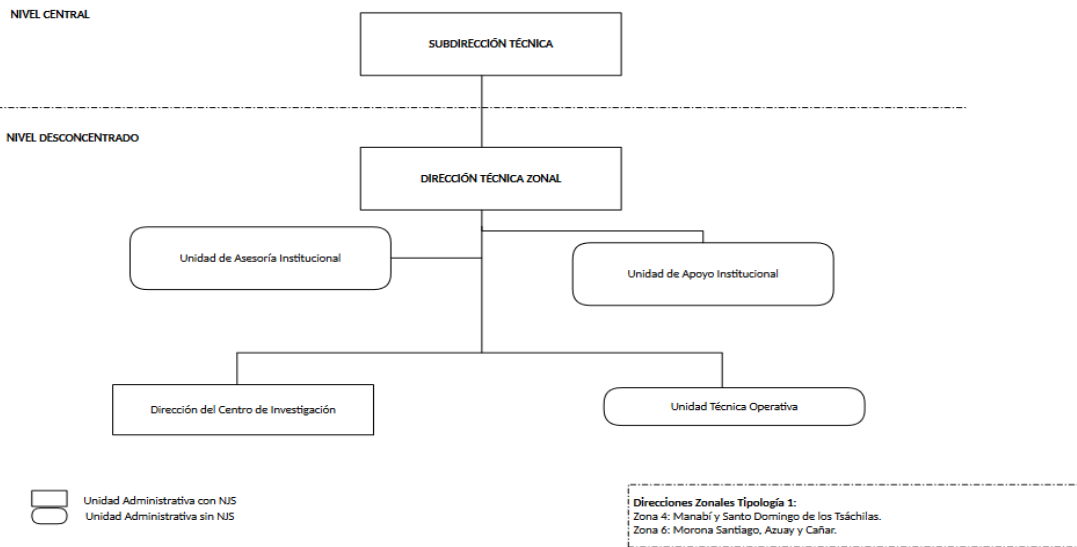 NIVEL CENTRAL
SUBDIRECCIÓN TÉCNICA
NIVEL DESCONCENTRADO
DIRECCIÓN TÉCNICA ZONAL
Unidad de Asesoría Institucional
Unidad de Apoyo Institucional
Dirección del Centro de Investigación
Unidad Técnica Operativa
Unidad Administrativa con NJS
Unidad Administrativa sin NJS
Direcciones Zonales Tipología 1:
Zona 4: Manabí y Santo Domingo de los Tsáchilas.
Zona 6: Morona Santiago, Azuay y Cañar.